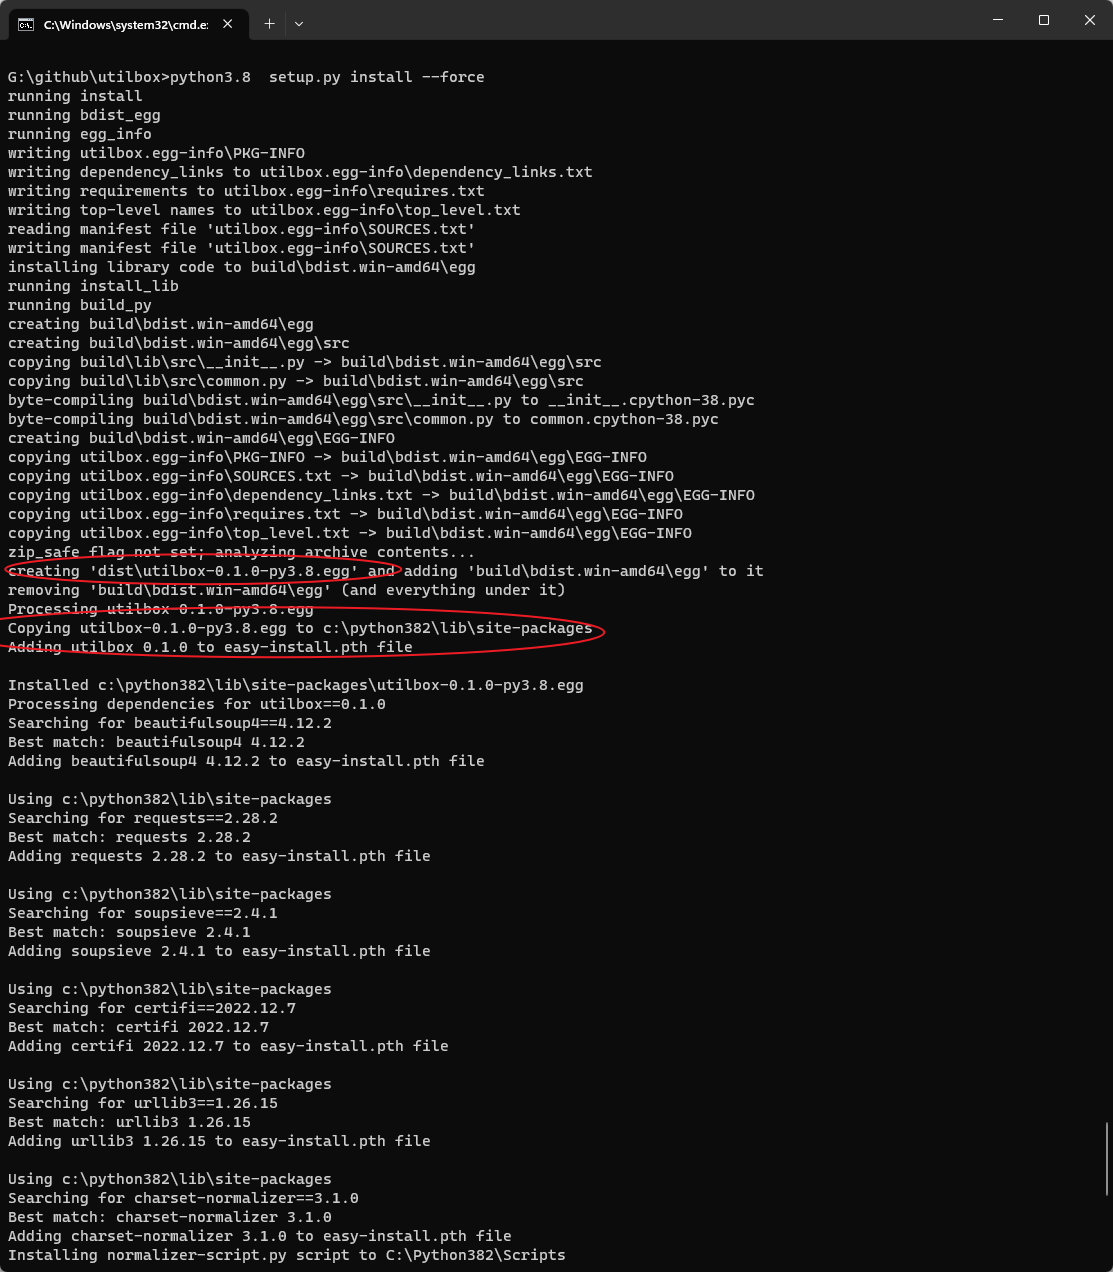 C:\Windows\system32\cmd.e:
G:\github\utilbox>python3.8  setup.py install --force
running install
running bdist_egg
running egg_info
writing utilbox.egg-info\PKG-INFO
writing dependency_links to utilbox.egg-info\dependency_links.txt
writing requirements to utilbox.egg-info\requires.txt
writing top-level names to utilbox.egg-info\top_level.txt
reading manifest file 'utilbox.egg-info\SOURCES.txt'
writing manifest file 'utilbox.egg-info\SOURCES.txt'
installing library code to build\bdist.win-amd64\egg
running install_lib
running build_py
creating build\bdist.win-amd64\egg
creating build\bdist.win-amd64\egg\src
copying build\lib\src\__init__.py -> build\bdist.win-amd64\egg\src
copying build\lib\src\common.py -> build\bdist.win-amd64\egg\src
byte-compiling build\bdist.win-amd64\egg\src\__init__.py to __init__.cpython-38.pyc
byte-compiling build\bdist.win-amd64\egg\src\common.py to common.cpython-38.pyc
creating build\bdist.win-amd64\egg\EGG-INFO
copying utilbox.egg-info\PKG-INFO -> build\bdist.win-amd64\egg\EGG-INFO
copying utilbox.egg-info\SOURCES.txt -> build\bdist.win-amd64\egg\EGG-INFO
copying utilbox.egg-info\dependency_links.txt -> build\bdist.win-amd64\egg\EGG-INFO
copying utilbox.egg-info\requires.txt -> build\bdist.win-amd64\egg\EGG-INFO
copying utilbox.egg-info\top_level.txt -> build\bdist.win-amd64\egg\EGG-INFO
zip_safe flag not set; analyzing archive contents...
creating 'dist\utilbox-0.1.0-py3.8.egg' and adding 'build\bdist.win-amd64\egg' to it
removing 'build\bdist.win-amd64\egg' (and everything under it)
Processing utilbox-0.1.0-py3.8.egg
Copying utilbox-0.1.0-py3.8.egg to c:\python382\lib\site-packages
Adding utilbox 0.1.0 to easy-install.pth file
Installed c:\python382\lib\site-packages\utilbox-0.1.0-py3.8.egg
Processing dependencies for utilbox==0.1.0
Searching for beautifulsoup4==4.12.2
Best match: beautifulsoup4 4.12.2
Adding beautifulsoup4 4.12.2 to easy-install.pth file
Using c:\python382\lib\site-packages
Searching for requests==2.28.2
Best match: requests 2.28.2
Adding requests 2.28.2 to easy-install.pth file
Using c:\python382\lib\site-packages
Searching for soupsieve==2.4.1
Best match: soupsieve 2.4.1
Adding soupsieve 2.4.1 to easy-install.pth file
Using c:\python382\lib\site-packages
Searching for certifi==2022.12.7
Best match: certifi 2022.12.7
Adding certifi 2022.12.7 to easy-install.pth file
Using c:\python382\lib\site-packages
Searching for urllib3==1.26.15
Best match: urllib3 1.26.15
Adding urllib3 1.26.15 to easy-install.pth file
Using c:\python382\lib\site-packages
Searching for charset-normalizer==3.1.0
Best match: charset-normalizer 3.1.0
Adding charset-normalizer 3.1.0 to easy-install.pth file
Installing normalizer-script.py script to C:\Python382\Scripts